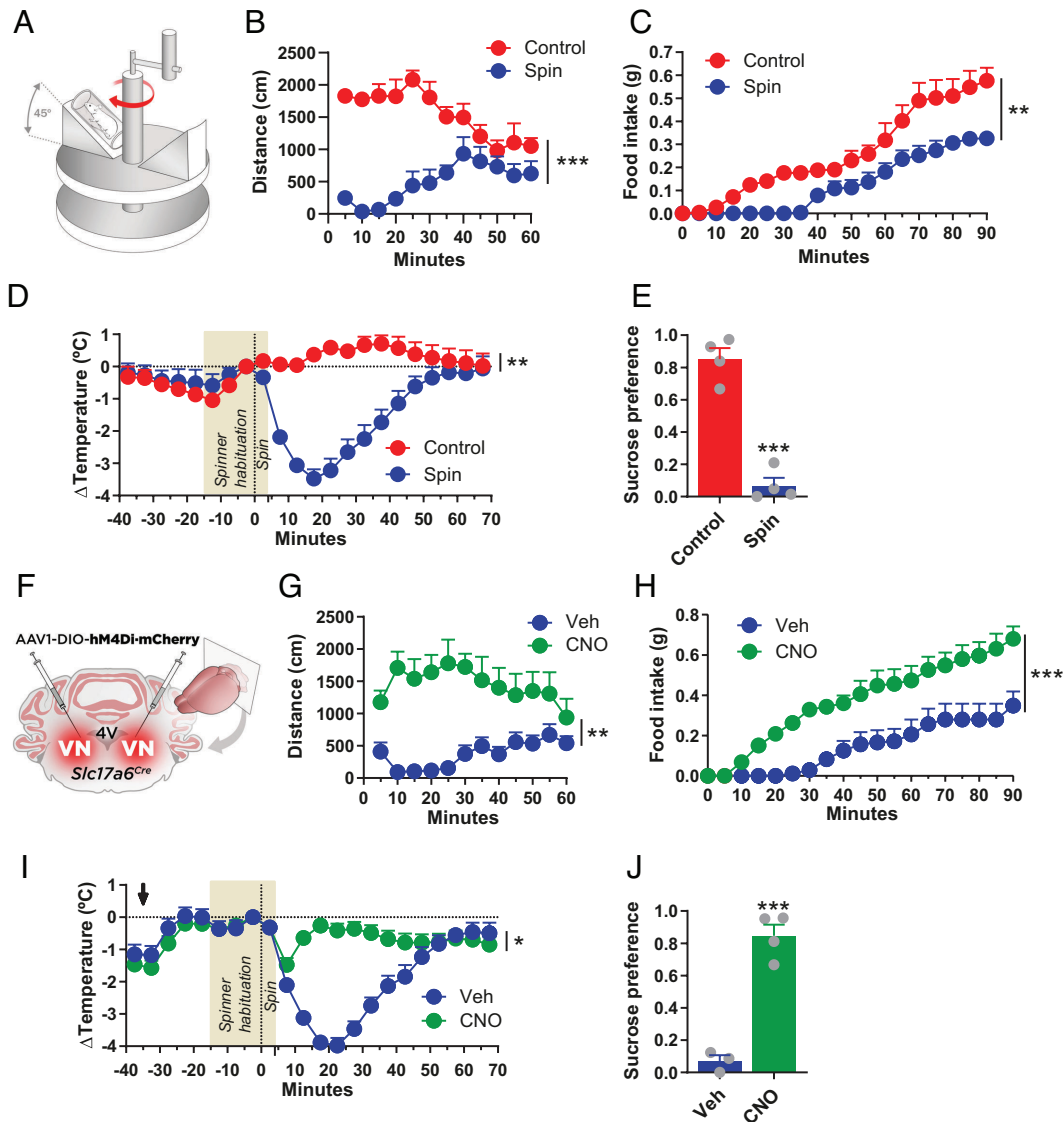 A
45º
B
Distance (cm)
2500
2000
1500
1000
500
0
0 10 20 30 40 50 60
Minutes
Control
Spin
***
C
Food intake (g)
0.7
0.6
0.5
0.4
0.3
0.2
0.1
0.0
0 10 20 30 40 50 60 70 80 90
Minutes
Control
Spin
**
D
ΔTemperature (ºC)
1
0
-1
-2
-3
-4
-40 -30 -20 -10 0 10 20 30 40 50 60 70
Minutes
Spinner
habituation
Spin
Control
Spin
**
E
Sucrose preference
1.0
0.8
0.6
0.4
0.2
0.0
***
Control
Spin
F
AAV1-DIO-hM4Di-mCherry
4V
VN VN
Slc17a6Cre
G
Distance (cm)
2500
2000
1500
1000
500
0
0 10 20 30 40 50 60
Minutes
Veh
CNO
**
H
Food intake (g)
0.8
0.6
0.4
0.2
0.0
0 10 20 30 40 50 60 70 80 90
Minutes
Veh
CNO
***
I
ΔTemperature (ºC)
1
0
-1
-2
-3
-4
-40 -30 -20 -10 0 10 20 30 40 50 60 70
Minutes
Spinner
habituation
Spin
Veh
CNO
*
J
Sucrose preference
1.0
0.8
0.6
0.4
0.2
0.0
***
Veh
CNO